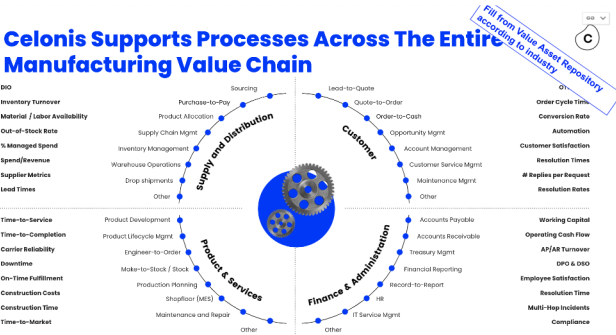 Celonis Supports Processes Across The Entire
Manufacturing Value Chain
Fill from Value Asset Repository
according to industry
C
DIO
Inventory Turnover
Material / Labor Availability
Out-of-Stock Rate
% Managed Spend
Spend/Revenue
Supplier Metrics
Lead Times
Sourcing
Purchase-to-Pay
Product Allocation
Supply Chain Mgmt
Inventory Management
Warehouse Operations
Drop shipments
Other
Supply and Distribution
Lead-to-Quote
Quote-to-Order
Order-to-Cash
Opportunity Mgmt
Account Management
Customer Service Mgmt
Maintenance Mgmt
Other
Customer
Order Cycle Time
Conversion Rate
Automation
Customer Satisfaction
Resolution Times
# Replies per Request
Resolution Rates
Time-to-Service
Time-to-Completion
Carrier Reliability
Downtime
On-Time Fulfillment
Construction Costs
Construction Time
Time-to-Market
Product Development
Product Lifecycle Mgmt
Engineer-to-Order
Make-to-Stock / Stock
Production Planning
Shopfloor (MES)
Maintenance and Repair
Other
Product & Services
Accounts Payable
Accounts Receivable
Treasury Mgmt
Financial Reporting
Record-to-Report
HR
IT Service Mgmt
Other
Finance & Administration
Working Capital
Operating Cash Flow
AP/AR Turnover
DPO & DSO
Employee Satisfaction
Resolution Time
Multi-Hop Incidents
Compliance